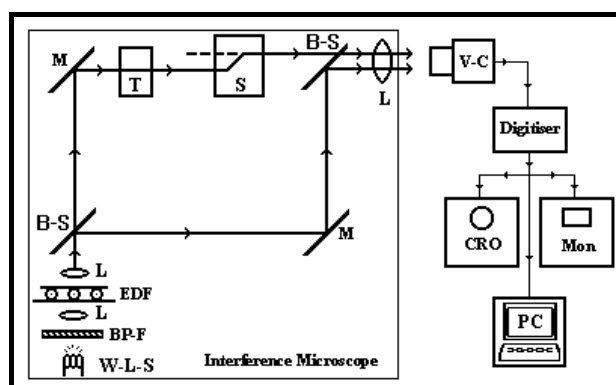 B-S
M
T
S
V-C
L
Digitiser
B-S
M
L
EDF
L
BP-F
W-L-S
Interference Microscope
CRO
Mon
PC